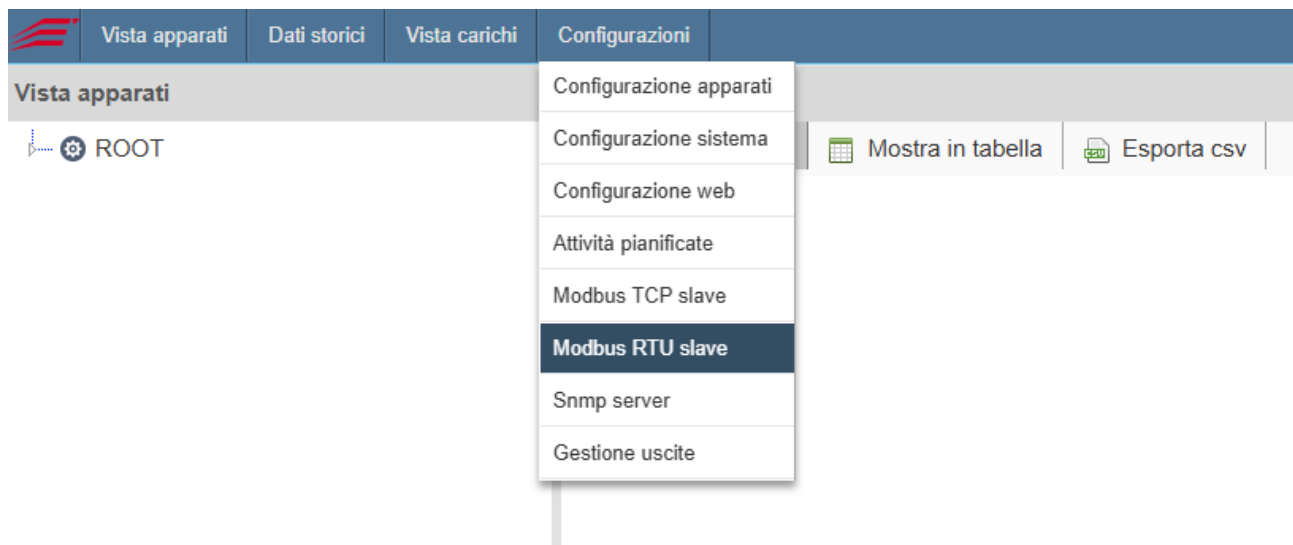 Vista apparati Dati storici Vista carichi Configurazioni
Vista apparati
ROOT
Configurazione apparati
Configurazione sistema
Configurazione web
Attività pianificate
Modbus TCP slave
Modbus RTU slave
Snmp server
Gestione uscite
Mostra in tabella Esporta csv